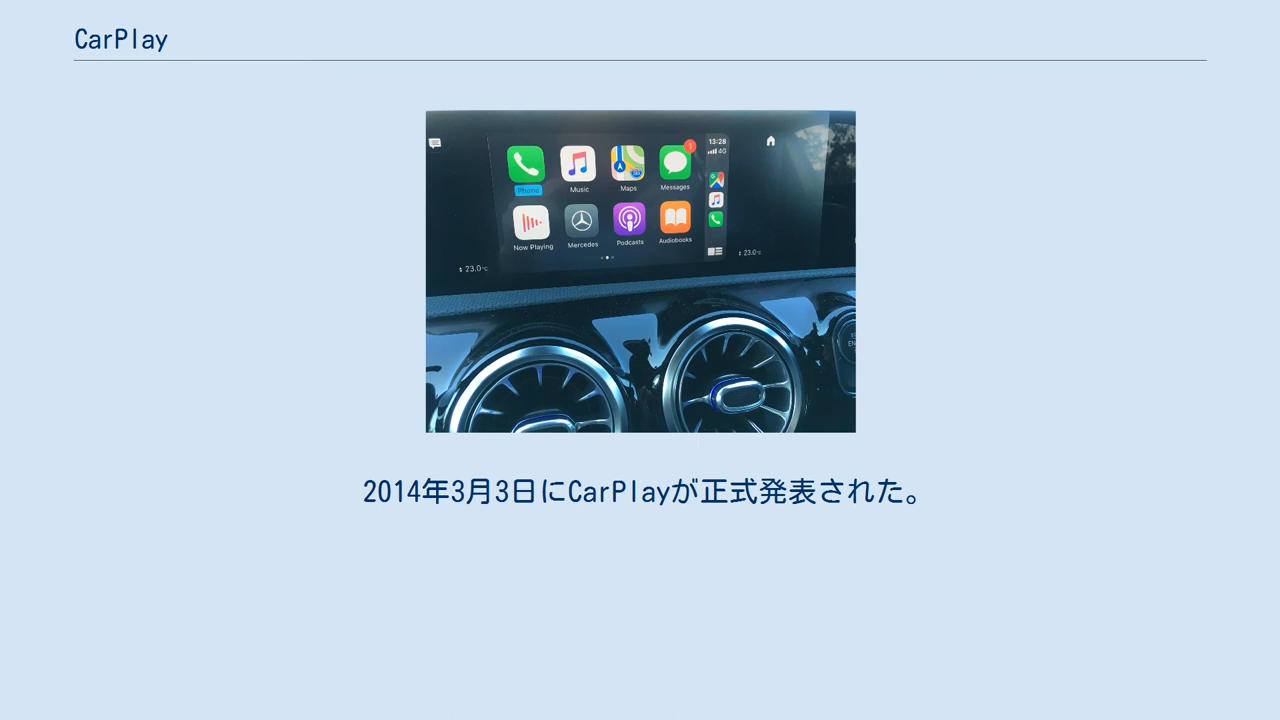 CarPlay
13:28
4G
1
Phone
Music
Maps
Messages
Now Playing
Mercedes
Podcasts
Audiobooks
23.0°C
23.0°C
2014年3月3日にCarPlayが正式発表された。